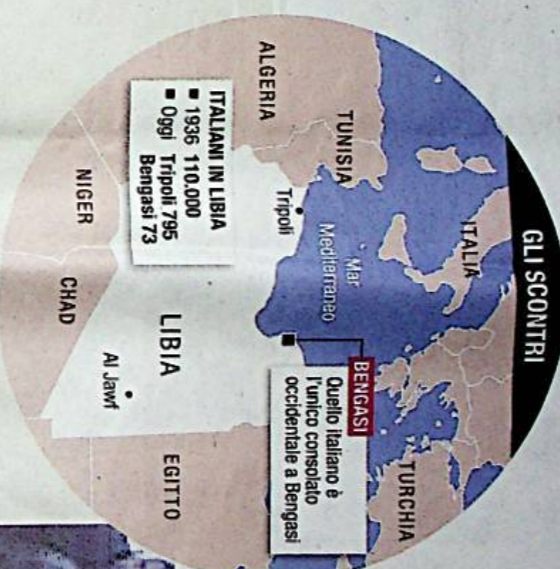 GLI SCONTRI
ITALIA
TURCHIA
BENGASI
Quello italiano è
l'unico consolato
occidentale a Bengasi
Mar
Mediterraneo
TUNISIA
Tripoli
ALGERIA
ITALIANI IN LIBIA
■ 1936 110.000
■ Oggi Tripoli 795
Bengasi 73
LIBIA
Al Jawf
EGITTO
NIGER
CHAD